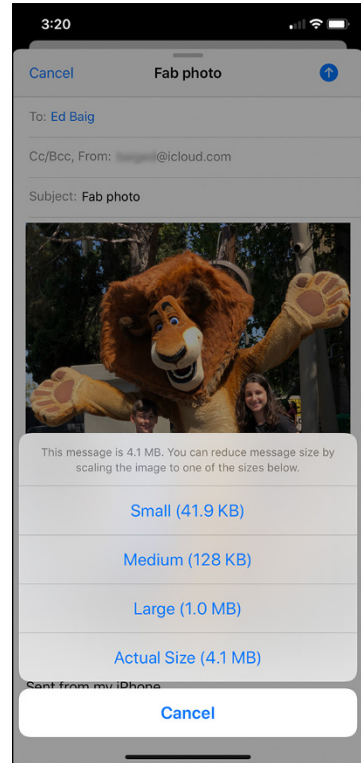 3:20
Cancel Fab photo
To: Ed Baig
Cc/Bcc, From: @icloud.com
Subject: Fab photo
This message is 4.1 MB. You can reduce message size by
scaling the image to one of the sizes below.
Small (41.9 KB)
Medium (128 KB)
Large (1.0 MB)
Actual Size (4.1 MB)
Sent from my iPhone
Cancel